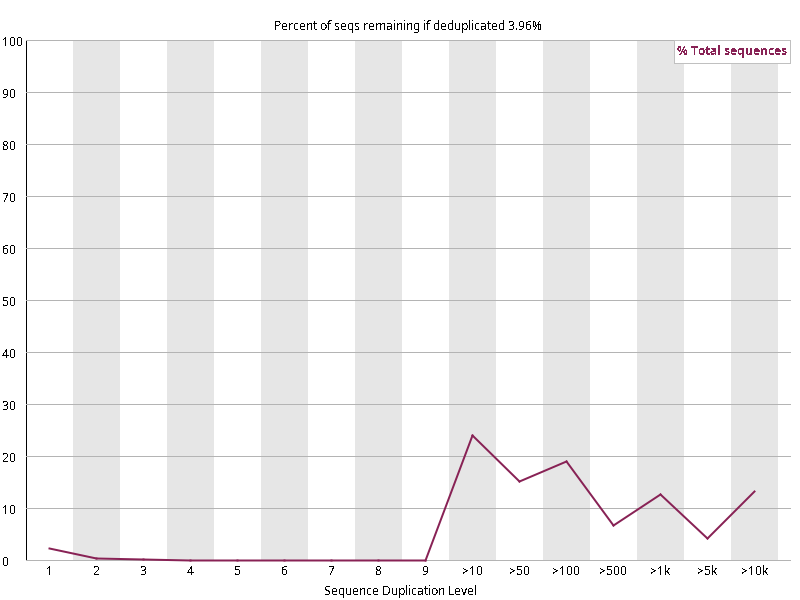 Percent of seqs remaining if deduplicated 3.96%
% Total sequences
100
90
80
70
60
50
40
30
20
10
0
1 2 3 4 5 6 7 8 9 >10 >50 >100 >500 >1k >5k >10k
Sequence Duplication Level